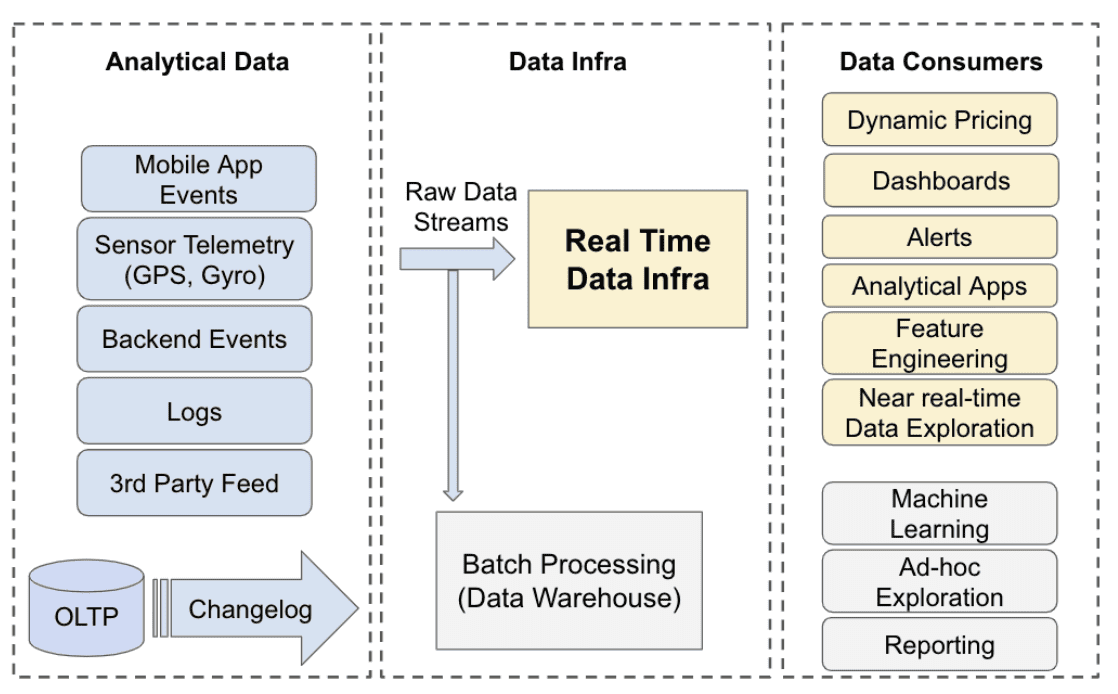 Analytical Data
Mobile App
Events
Sensor Telemetry
(GPS, Gyro)
Backend Events
Logs
3rd Party Feed
OLTP
Changelog
Data Infra
Raw Data
Streams
Real Time
Data Infra
Batch Processing
(Data Warehouse)
Data Consumers
Dynamic Pricing
Dashboards
Alerts
Analytical Apps
Feature
Engineering
Near real-time
Data Exploration
Machine
Learning
Ad-hoc
Exploration
Reporting